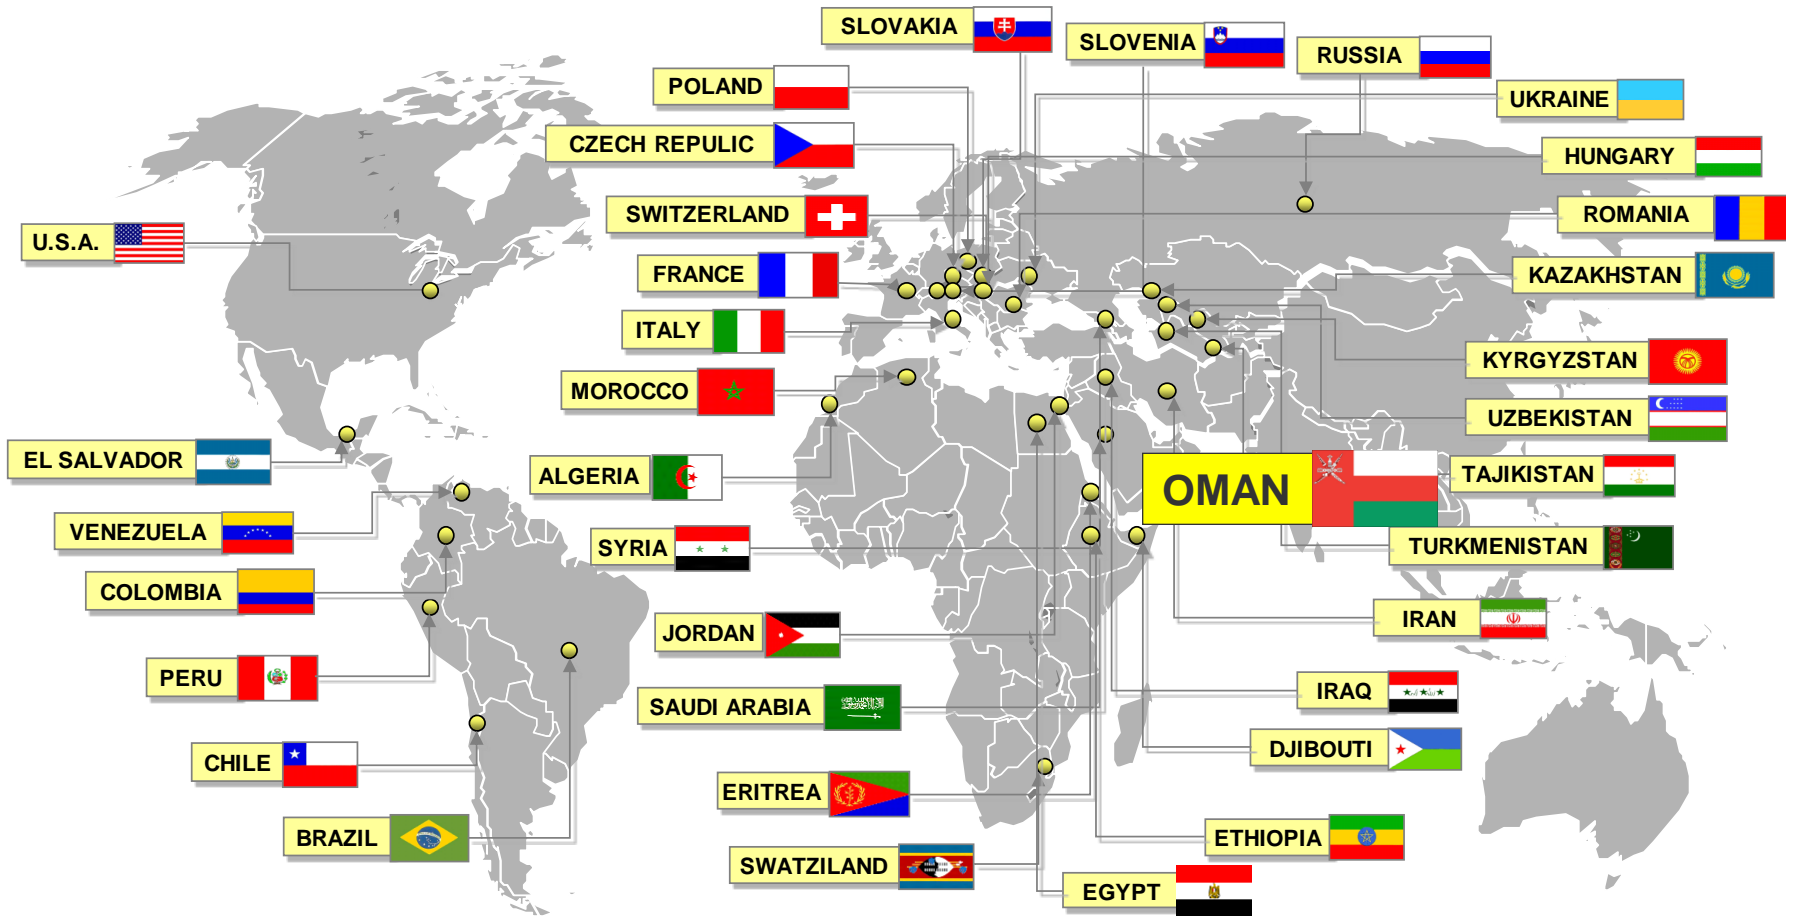 SLOVAKIA
SLOVENIA
RUSSIA
POLAND
UKRAINE
CZECH REPULIC
HUNGARY
SWITZERLAND
ROMANIA
U.S.A.
FRANCE
KAZAKHSTAN
ITALY
KYRGYZSTAN
MOROCCO
UZBEKISTAN
EL SALVADOR
ALGERIA
OMAN
TAJIKISTAN
VENEZUELA
SYRIA
TURKMENISTAN
COLOMBIA
JORDAN
IRAN
PERU
SAUDI ARABIA
IRAQ
CHILE
DJIBOUTI
ERITREA
BRAZIL
ETHIOPIA
SWATZILAND
EGYPT